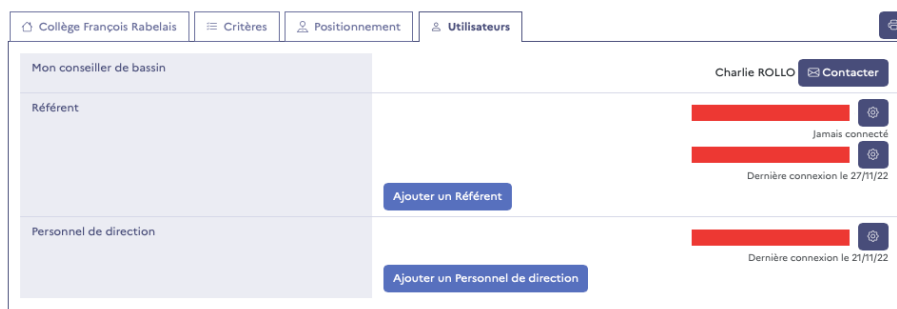 Collège François Rabelais
Critères
Positionnement
Utilisateurs
Mon conseiller de bassin
Charlie ROLLO
Contacter
Référent
Jamais connecté
Dernière connexion le 27/11/22
Ajouter un Référent
Personnel de direction
Dernière connexion le 21/11/22
Ajouter un Personnel de direction